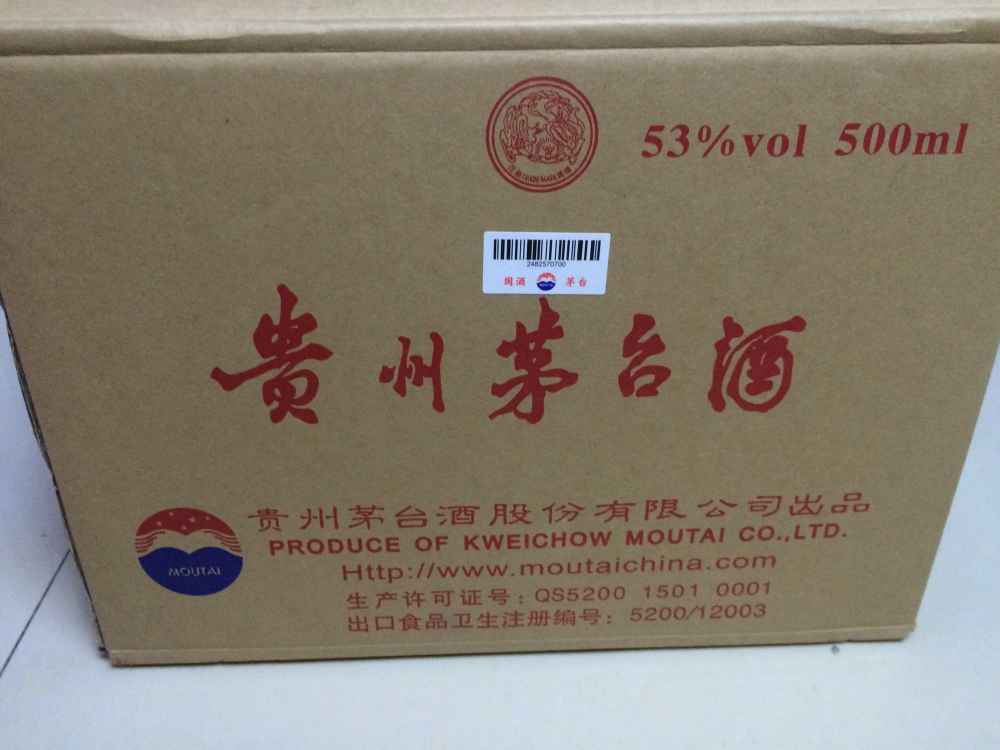 53%vol 500ml
2482570700
国酒 茅台
贵州茅台酒
贵州茅台酒股份有限公司出品
PRODUCE OF KWEICHOW MOUTAI CO.,LTD.
MOUTAI
Http://www.moutaichina.com
生产许可证号：QS5200 1501 0001
出口食品卫生注册编号：5200/12003